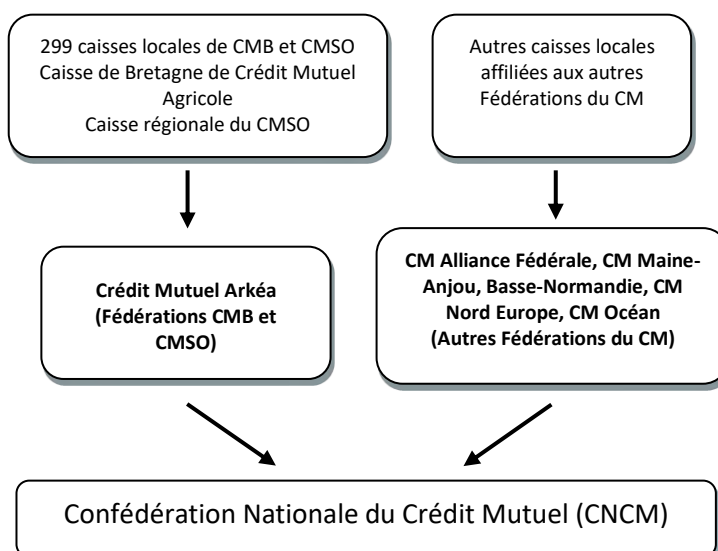 299 caisses locales de CMB et CMSO
Caisse de Bretagne de Crédit Mutuel
Agricole
Caisse régionale du CMSO
Autres caisses locales
affiliées aux autres
Fédérations du CM
Crédit Mutuel Arkéa
(Fédérations CMB et
CMSO)
CM Alliance Fédérale, CM Maine-
Anjou, Basse-Normandie, CM
Nord Europe, CM Océan
(Autres Fédérations du CM)
Confédération Nationale du Crédit Mutuel (CNCM)